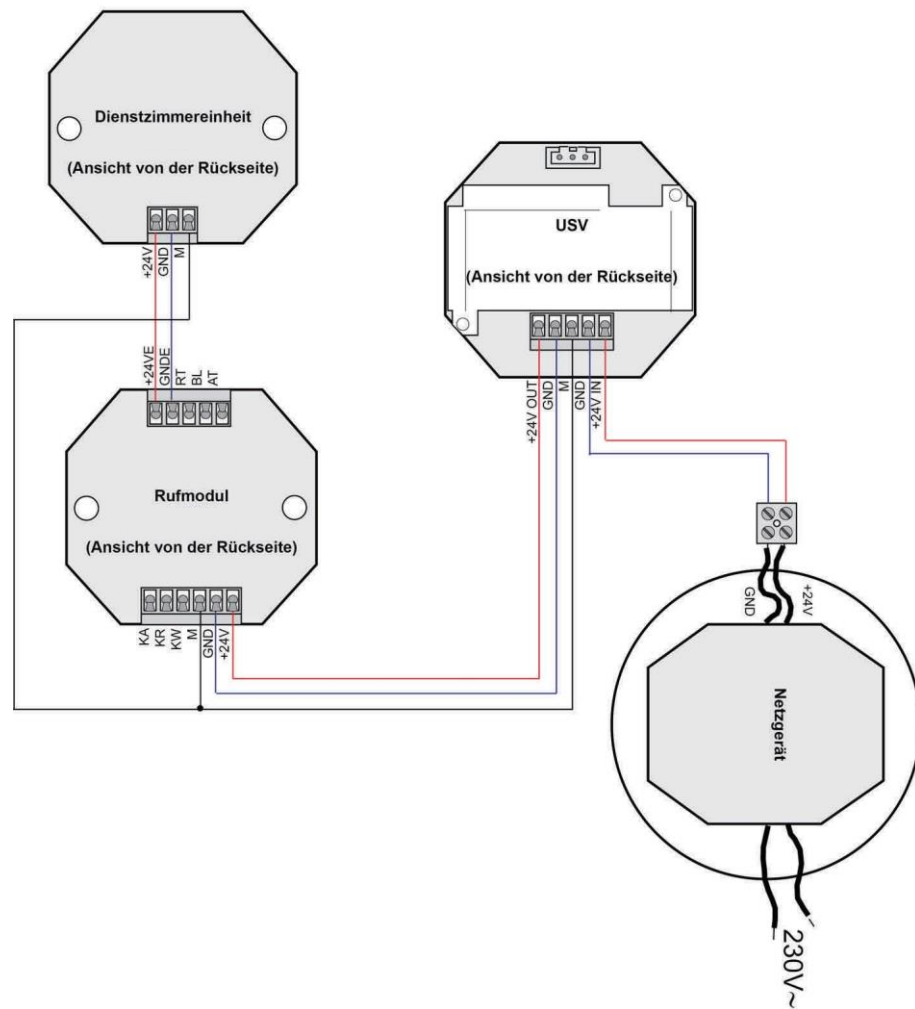 Dienstzimmereinheit
(Ansicht von der Rückseite)
+24V
GND
M
USV
(Ansicht von der Rückseite)
+24V OUT
GND
M
GND
+24V IN
+24VE
GNDE
RT
BL
AT
Rufmodul
(Ansicht von der Rückseite)
KA
KR
KW
M
GND
+24V
GND
+24V
Netzgerät
230V~